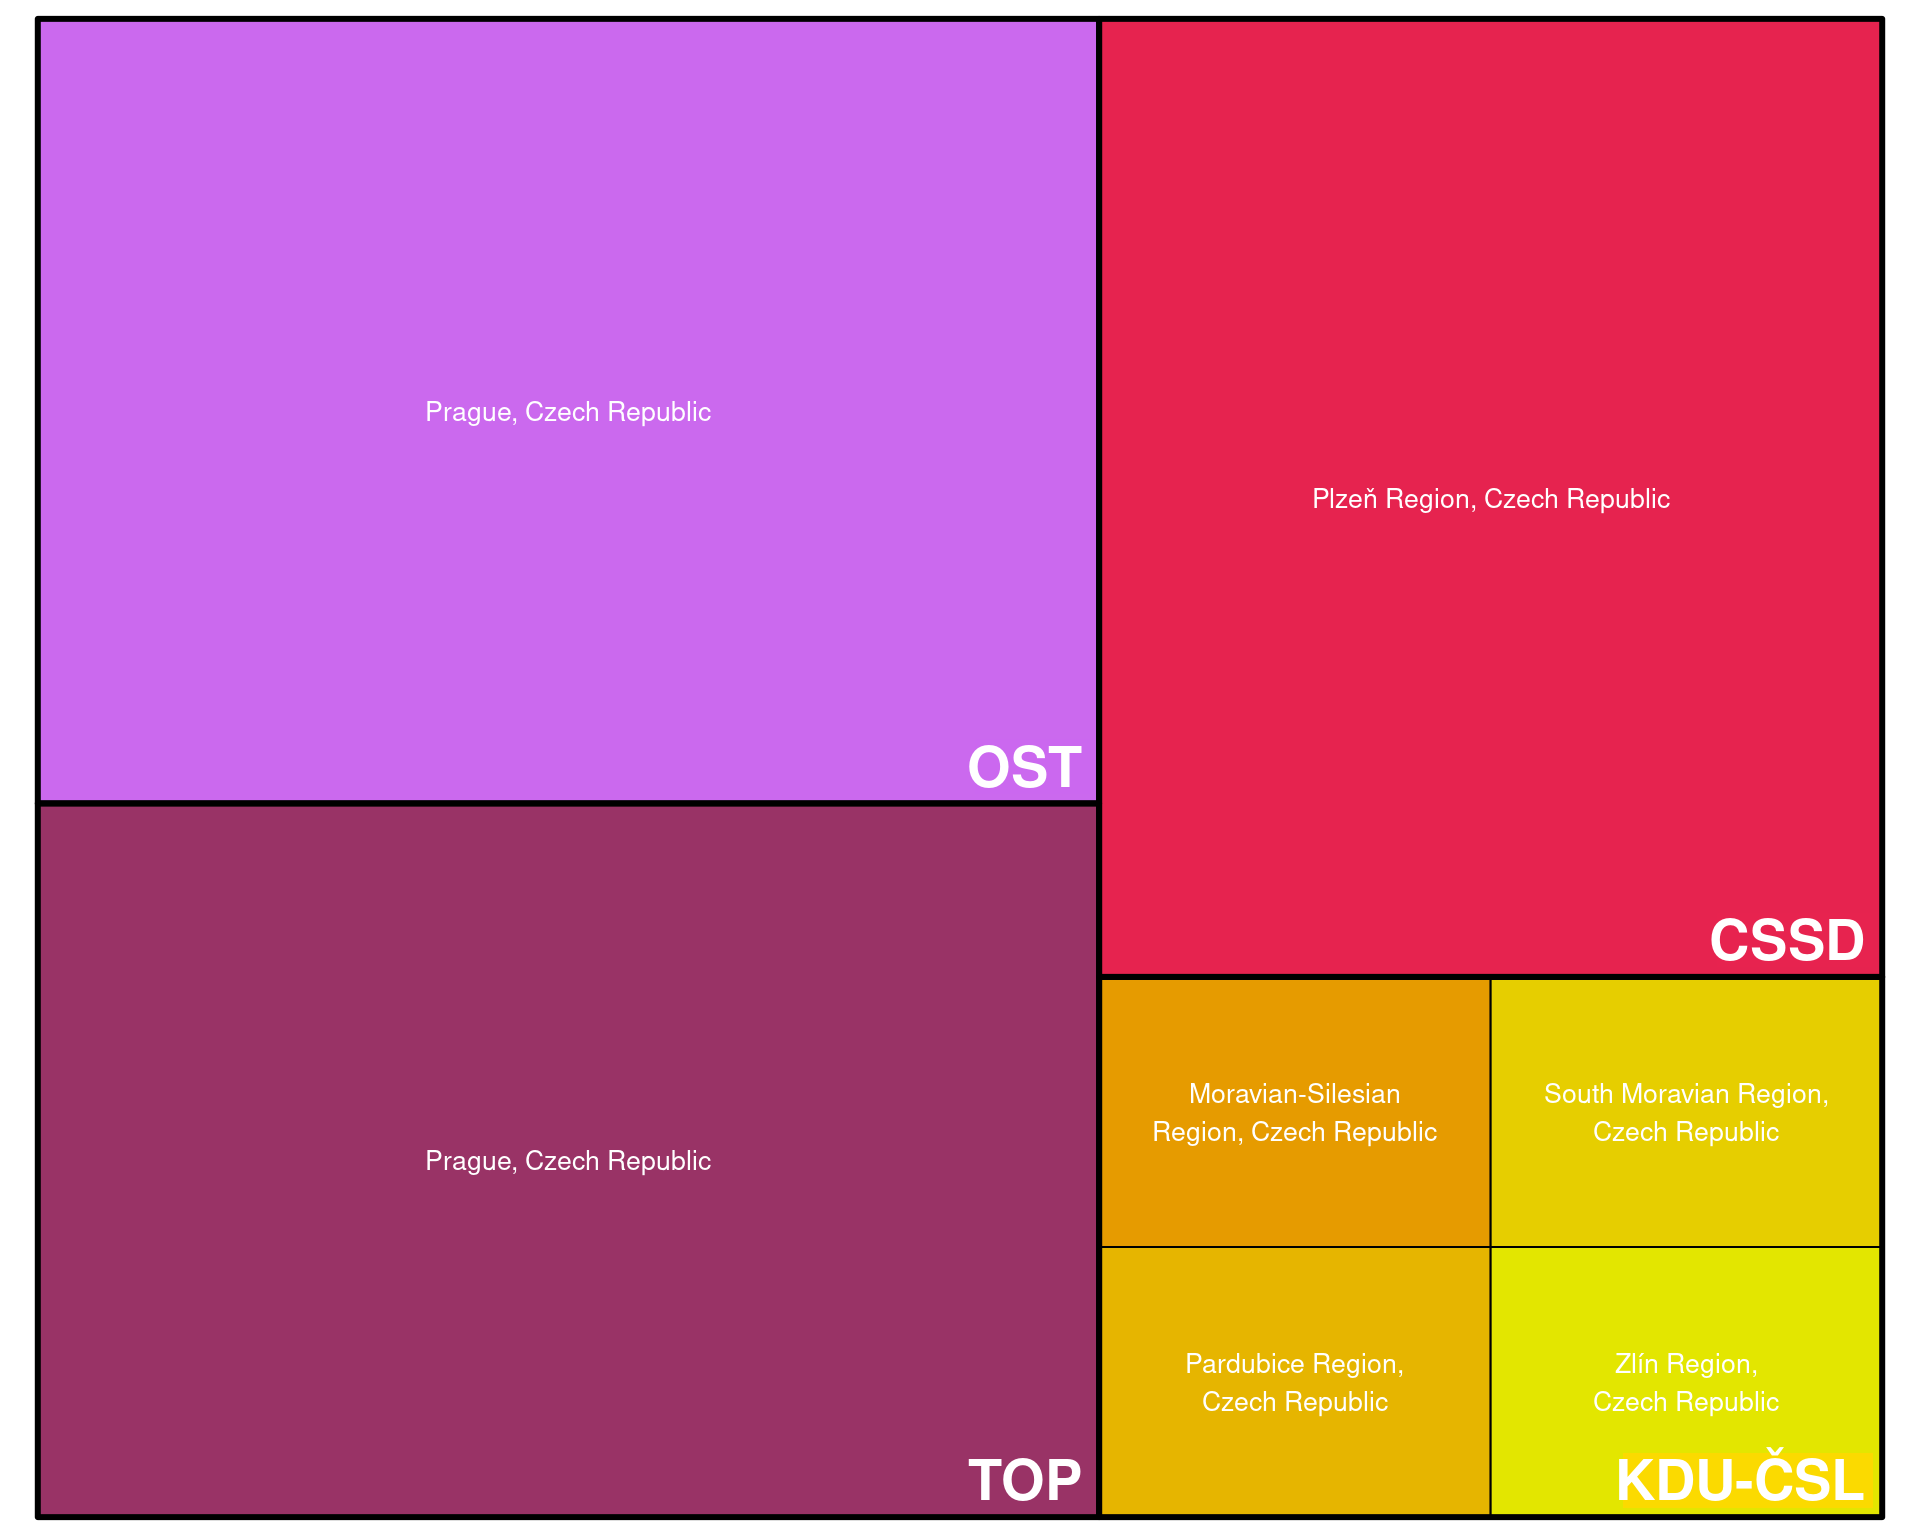 Prague, Czech Republic
OST
Plzeň Region, Czech Republic
CSSD
Prague, Czech Republic
TOP
Moravian-Silesian
Region, Czech Republic
South Moravian Region,
Czech Republic
Pardubice Region,
Czech Republic
Zlín Region,
Czech Republic
KDU-ČSL